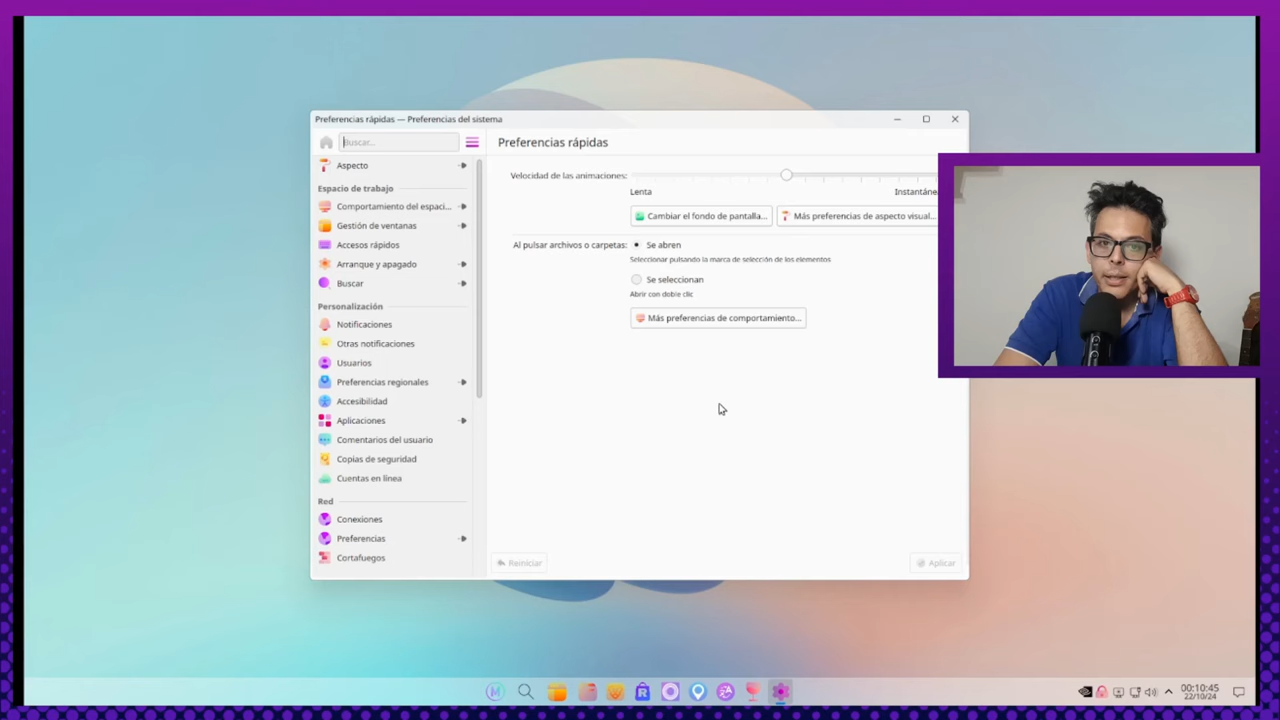 Preferencias rápidas — Preferencias del sistema
Buscar...
Preferencias rápidas
Aspecto
Espacio de trabajo
Comportamiento del espaci...
Gestión de ventanas
Accesos rápidos
Arranque y apagado
Buscar
Personalización
Notificaciones
Otras notificaciones
Usuarios
Preferencias regionales
Accesibilidad
Aplicaciones
Comentarios del usuario
Copias de seguridad
Cuentas en línea
Red
Conexiones
Preferencias
Cortafuegos
Velocidad de las animaciones:
Lenta
Instantáne
Cambiar el fondo de pantalla...
Más preferencias de aspecto visual...
Al pulsar archivos o carpetas:
Se abren
Seleccionar pulsando la marca de selección de los elementos
Se seleccionan
Abrir con doble clic
Más preferencias de comportamiento...
Reiniciar
Aplicar
00:10:45
22/10/24